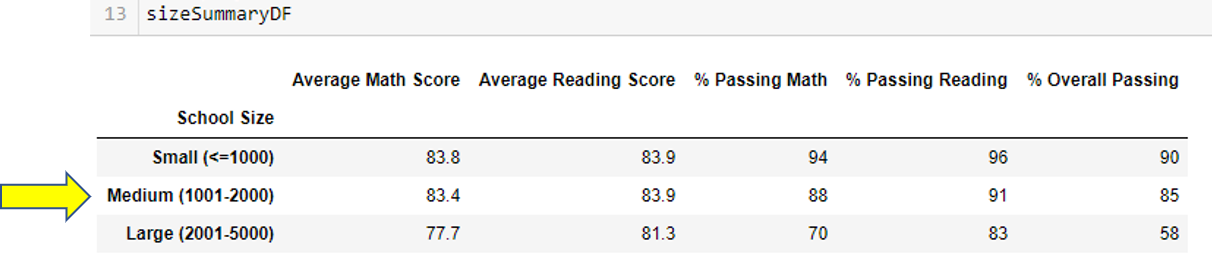 13 sizeSummaryDF
Average Math Score Average Reading Score % Passing Math % Passing Reading % Overall Passing
School Size
Small (<=1000) 83.8 83.9 94 96 90
Medium (1001-2000) 83.4 83.9 88 91 85
Large (2001-5000) 77.7 81.3 70 83 58